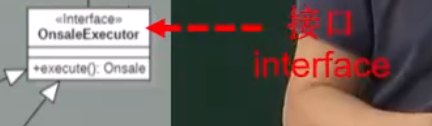 «Interface»
OnsaleExecutor
+execute(): Onsale
接口
interface